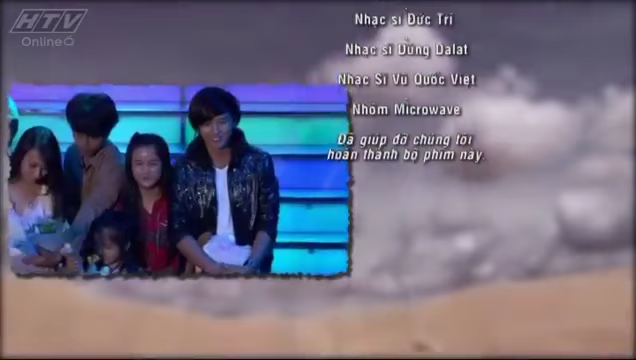 HTV
Online
Nhạc sĩ Đức Trí
Nhạc sĩ Dũng Dalat
Nhạc Sĩ Vũ Quốc Việt
Nhóm Microwave
Đã giúp đỡ chúng tôi
hoàn thành bộ phim này.